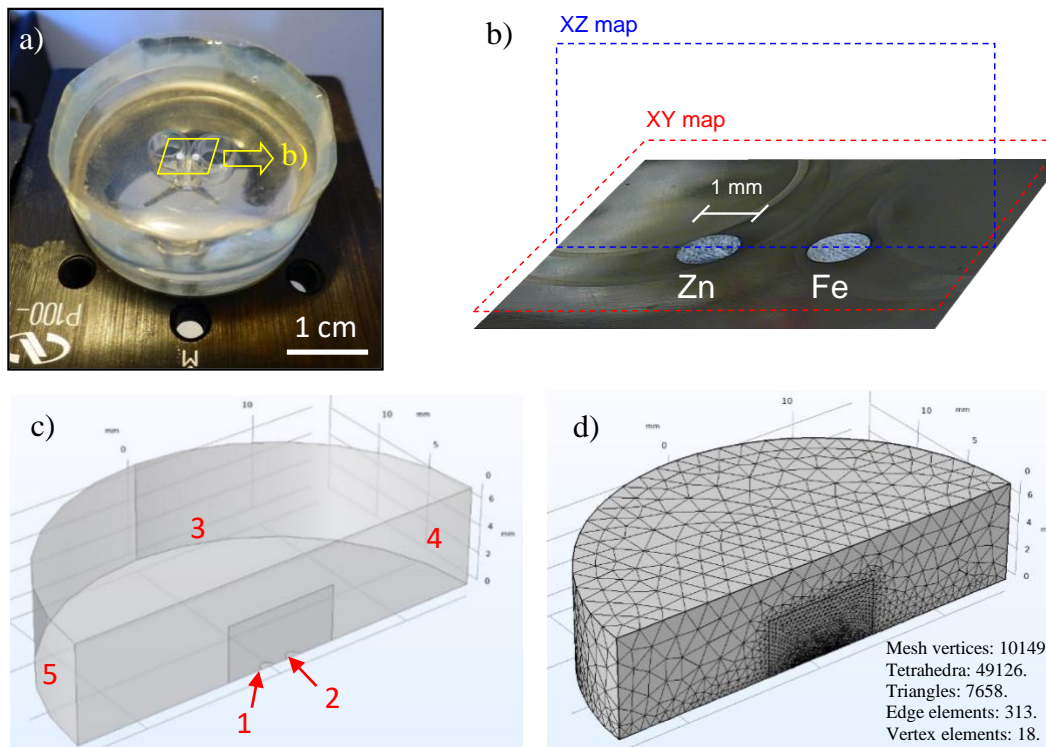 a)
b)
P100-
M
1 cm
b)
XZ map
XY map
1 mm
Zn
Fe
c)
mm
0
10
mm
10
5
0
mm
6
4
2
0
3
4
5
1
2
d)
mm
0
10
mm
10
5
0
6
4
2
0
Mesh vertices: 10149
Tetrahedra: 49126.
Triangles: 7658.
Edge elements: 313.
Vertex elements: 18.